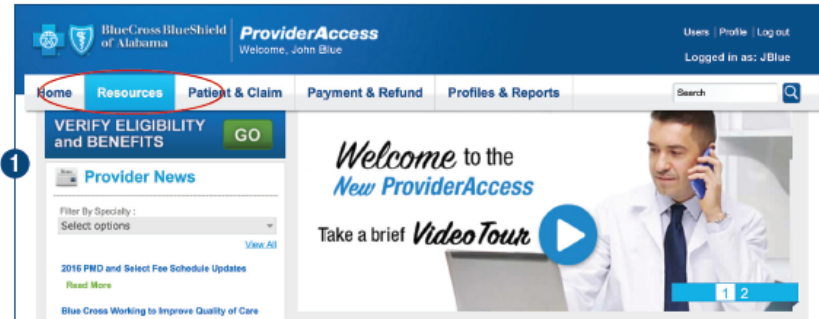 BlueCross BlueShield
of Alabama
ProviderAccess
Welcome, John Blue
Users | Profile | Log out
Logged in as: JBlue
Home Resources Patient & Claim Payment & Refund Profiles & Reports Search
1
VERIFY ELIGIBILITY
and BENEFITS
GO
Provider News
Filter By Specialty :
Select options
View All
2016 PMD and Select Fee Schedule Updates
Read More
Blue Cross Working to Improve Quality of Care
Welcome to the
New ProviderAccess
Take a brief Video Tour
1 2